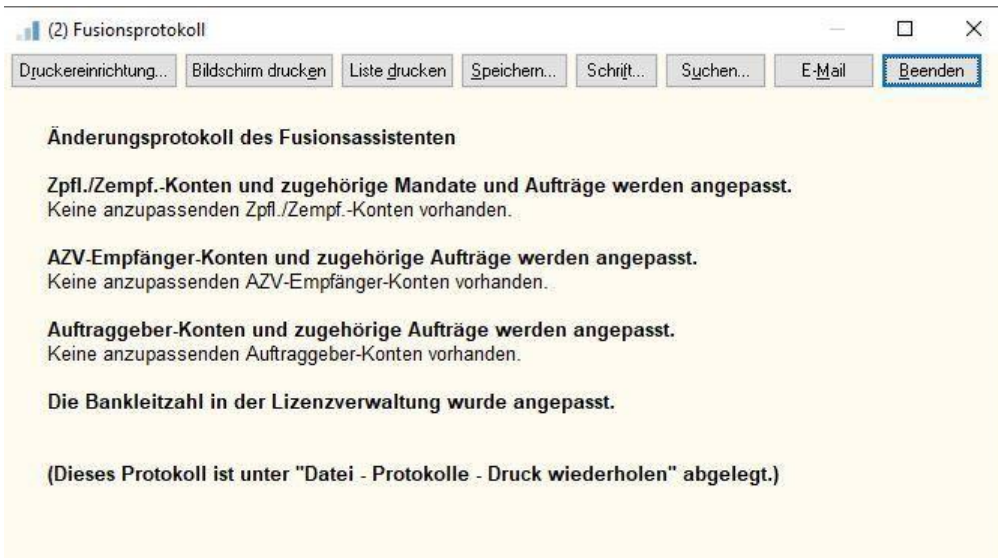 (2) Fusionsprotokoll
Druckereinrichtung... Bildschirm drucken Liste drucken Speichern... Schrift... Suchen... E-Mail Beenden
Änderungsprotokoll des Fusionsassistenten
Zpfl./Zempf.-Konten und zugehörige Mandate und Aufträge werden angepasst.
Keine anzupassenden Zpfl./Zempf.-Konten vorhanden.
AZV-Empfänger-Konten und zugehörige Aufträge werden angepasst.
Keine anzupassenden AZV-Empfänger-Konten vorhanden.
Auftraggeber-Konten und zugehörige Aufträge werden angepasst.
Keine anzupassenden Auftraggeber-Konten vorhanden.
Die Bankleitzahl in der Lizenzverwaltung wurde angepasst.
(Dieses Protokoll ist unter "Datei - Protokolle - Druck wiederholen" abgelegt.)